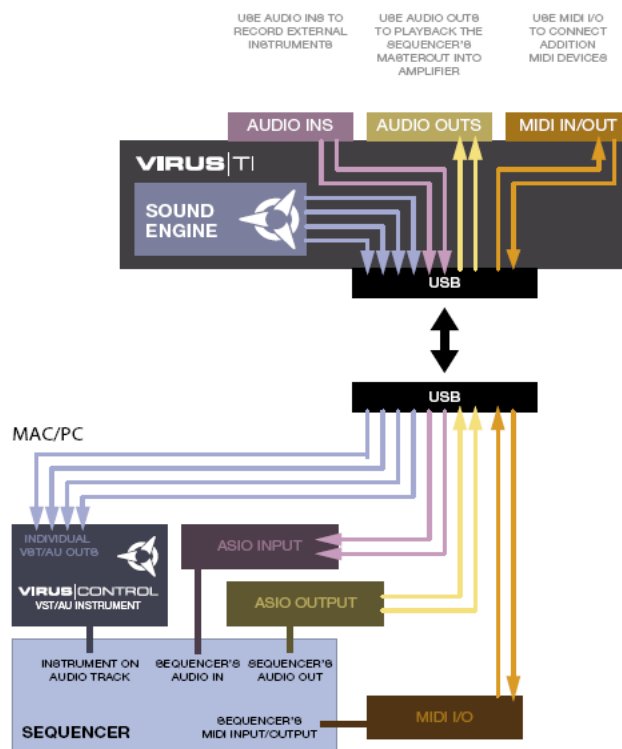 USE AUDIO INS TO
RECORD EXTERNAL
INSTRUMENTS
USE AUDIO OUTS
TO PLAYBACK THE
SEQUENCER'S
MASTEROUT INTO
AMPLIFIER
USE MIDI I/O
TO CONNECT
ADDITION
MIDI DEVICES
AUDIO INS
AUDIO OUTS
MIDI IN/OUT
VIRUS|TI
SOUND
ENGINE
USB
USB
MAC/PC
INDIVIDUAL
VST/AU OUTS
VIRUS|CONTROL
VST/AU INSTRUMENT
ASIO INPUT
ASIO OUTPUT
INSTRUMENT ON
AUDIO TRACK
SEQUENCER'S
AUDIO IN
SEQUENCER'S
AUDIO OUT
SEQUENCER
SEQUENCER'S
MIDI INPUT/OUTPUT
MIDI I/O